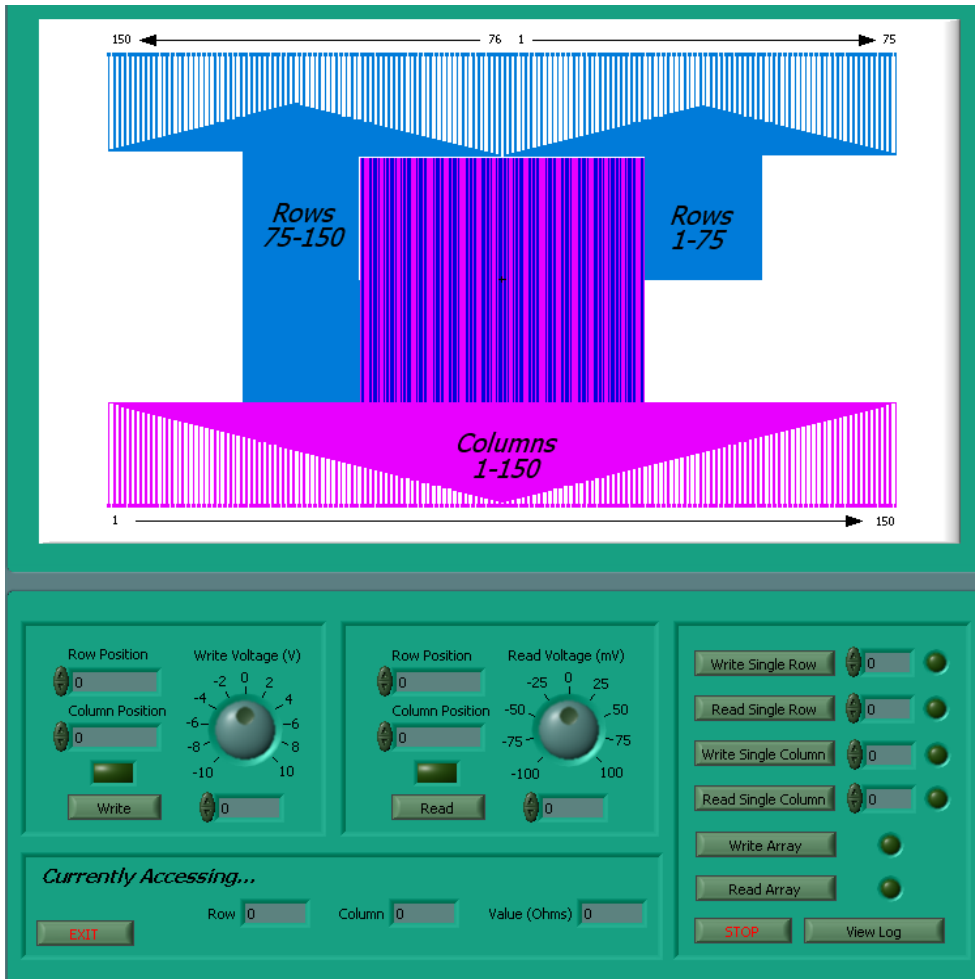 150 76 1 75
Rows
75-150
Rows
1-75
Columns
1-150
1 150
Row Position
0
Column Position
0
Write
Write Voltage (V)
-2 0 2
-4 4
-6 6
-8 8
-10 10
0
Row Position
0
Column Position
0
Read
Read Voltage (mV)
-25 0 25
-50 50
-75 75
-100 100
0
Write Single Row 0
Read Single Row 0
Write Single Column 0
Read Single Column 0
Write Array
Read Array
STOP View Log
Currently Accessing...
Row 0 Column 0 Value (Ohms) 0
EXIT